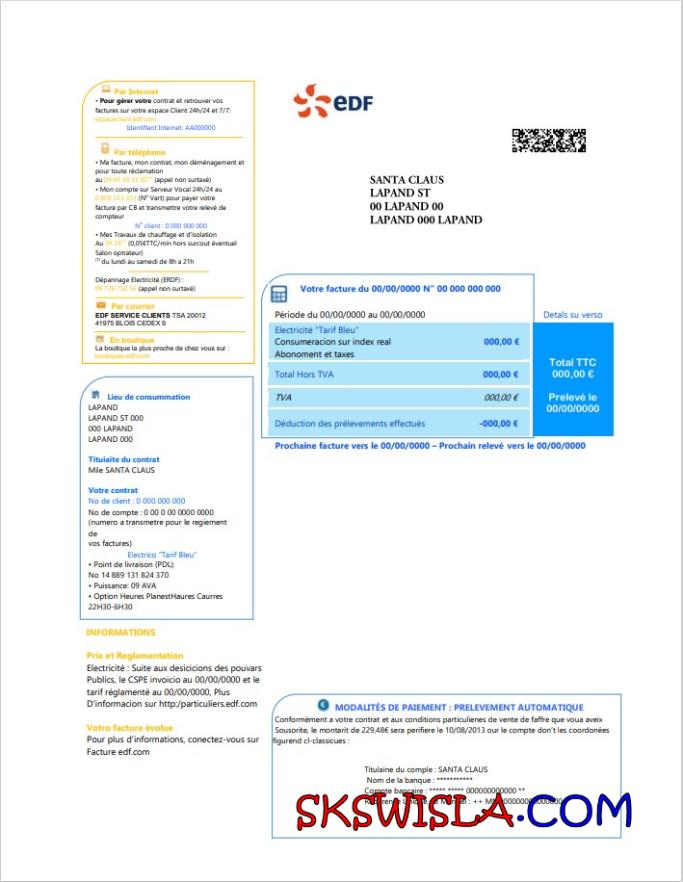 Par Internet
• Pour gérer votre contrat et retrouver vos
factures sur votre espace Client 24h/24 et 7/7:
espaceclient.edf.com
Identifiant Internet: AA000000
Par téléphone
• Ma facture, mon contrat, mon déménagement et
pour toute réclamation
au 09 69 39 33 02⁽¹⁾ (appel non surtaxé)
• Mon compte sur Serveur Vocal 24h/24 au
0 800 123 333 (N° Vart) pour payer votre
facture par CB et transmettre votre relevé de
compteur
N° client : 0 000 000 000
• Mes Travaux de chauffage et d'isolation
Au 39 29⁽¹⁾ (0,05€TTC/min hors surcout éventuel
Salon optrateur)
⁽¹⁾ du lundi au samedi de 8h a 21h
Dépannage Electricité (ERDF) :
09 726 750 56 (appel non surtaxé)
Par courrier
EDF SERVICE CLIENTS TSA 20012
41975 BLOIS CEDEX 9
En boutique
La boutique la plus proche de chez vous sur :
boutiques.edf.com
edf
SANTA CLAUS
LAPAND ST
00 LAPAND 00
LAPAND 000 LAPAND
Votre facture du 00/00/0000 N° 00 000 000 000
Période du 00/00/0000 au 00/00/0000
Detals su verso
Electricité "Tarif Bleu"
Consumeracion sur index real 000,00 €
Abonoment et taxes
Total Hors TVA 000,00 €
TVA 000,00 €
Déduction des prélevements effectués -000,00 €
Total TTC
000,00 €
Prelevé le
00/00/0000
Prochaine facture vers le 00/00/0000 – Prochain relevé vers le 00/00/0000
Lieu de consummation
LAPAND
LAPAND ST 000
000 LAPAND
LAPAND 000
Tituiaite du contrat
Mile SANTA CLAUS
Votre contrat
No de client : 0 000 000 000
No de compte : 0 00 0 00 0000 0000
(numero a transmetre pour le regiement
de
vos factures)
Electrico "Tarif Bleu"
• Point de livraison (PDL):
No 14 889 131 824 370
• Puissance: 09 AVA
• Option Heures PlanestHaures Caurres
22H30-6H30
INFORMATIONS
Prix et Reglamentation
Electricité : Suite aux desicicions des pouvars
Publics, le CSPE invoicio au 00/00/0000 et le
tarif réglamenté au 00/00/0000, Plus
D'informacion sur http:/particuliers.edf.com
Votro facture évolue
Pour plus d'informations, conectez-vous sur
Facture edf.com
MODALITÉS DE PAIEMENT : PRELEVEMENT AUTOMATIQUE
Conformément a votre contrat et aux conditions particulienes de vente de faffre que voua aveix
Sousorite, le montait de 229,48€ sera perifiere le 10/08/2013 our le compte don't les coordonées
figurend cl-classicues :
Titulaine du comple : SANTA CLAUS
Nom de la banque : ***********
Compte bancaire : ***** ***** 000000000000 **
SKSWISLA.COM